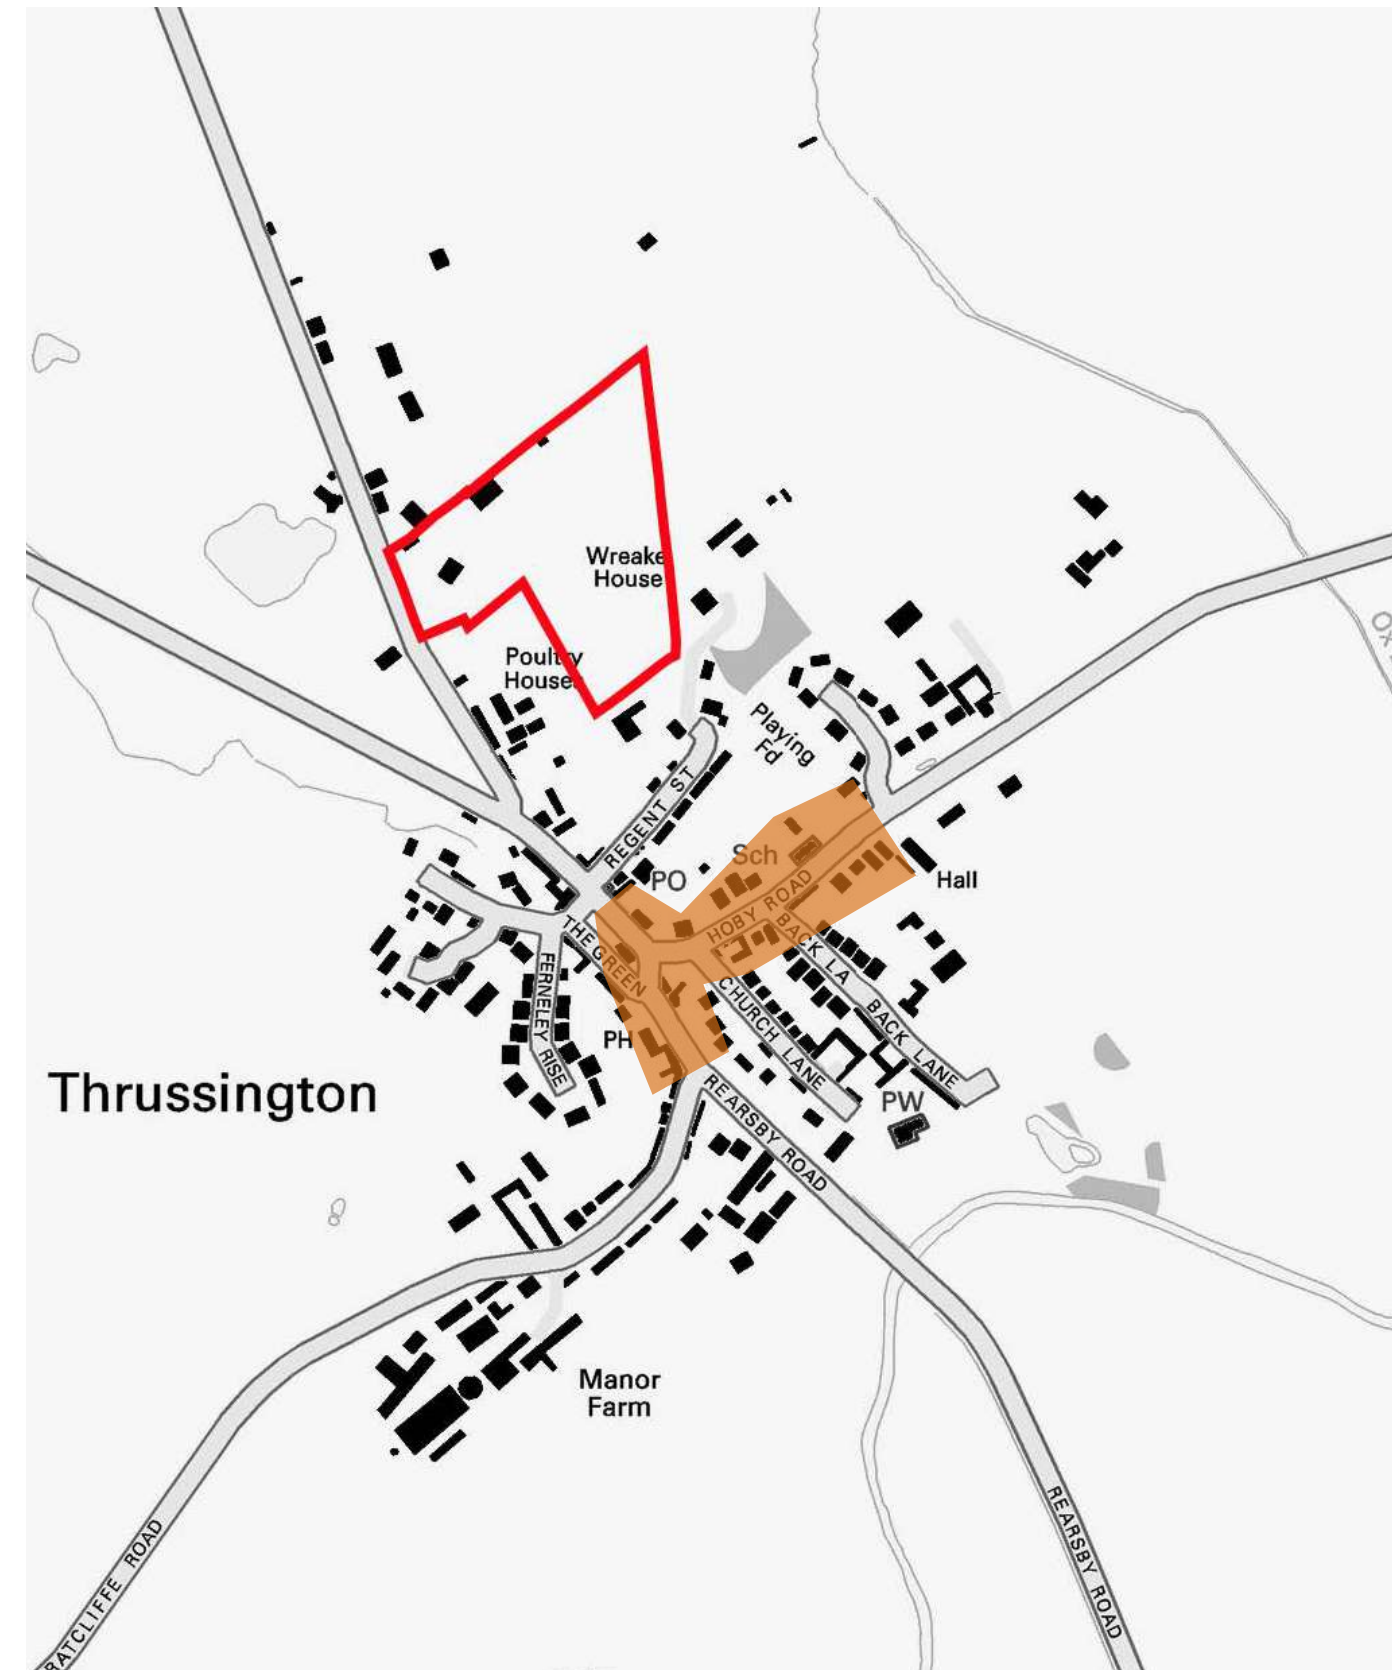 Wreake
House
Poultry
House
Playing
Fd
REGENT ST
Sch
PO
Hall
HOBY ROAD
THE GREEN
BACK LA
BACK LANE
FERNELEY RISE
CHURCH LANE
PH
Thrussington
PW
REARSBY ROAD
Manor
Farm
REARSBY ROAD
RATCLIFFE ROAD